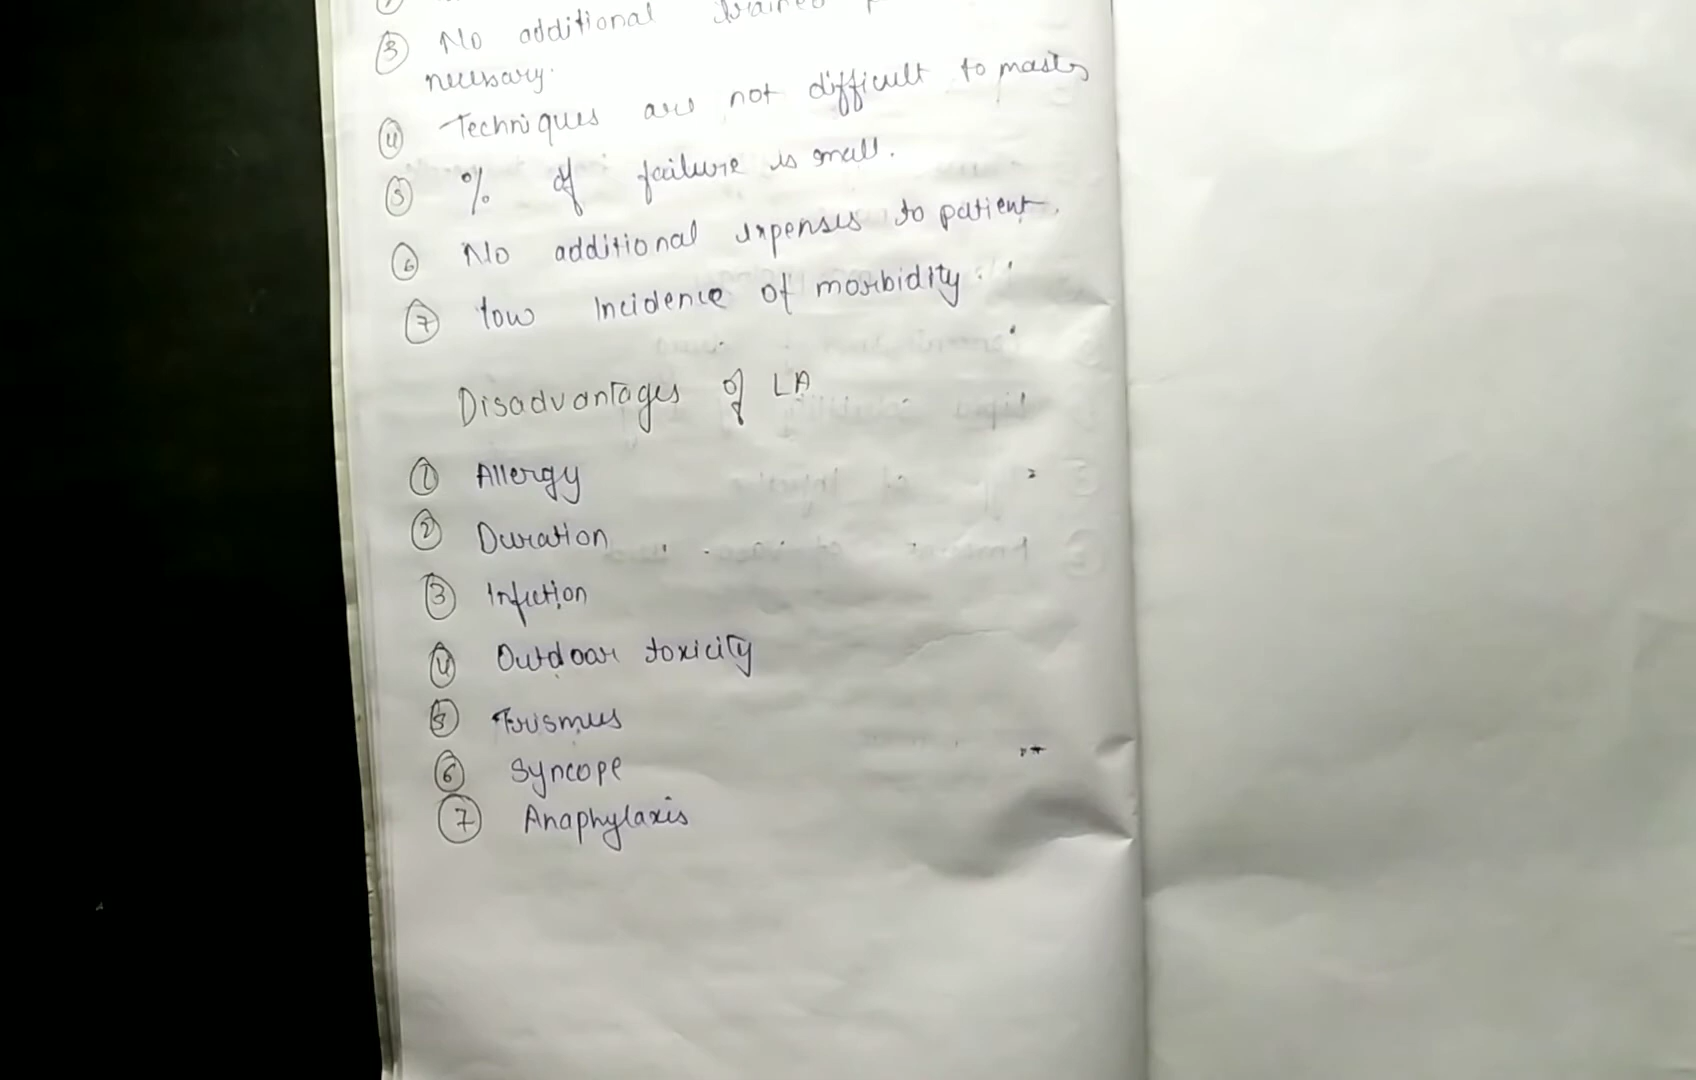 ③ No additional trained
necessary.
④ Techniques are not difficult to master
⑤ % of failure is small.
⑥ No additional expenses to patient.
⑦ low Incidence of morbidity.
Disadvantages of LA
① Allergy
② Duration
③ Infection
④ Outdoor toxicity
⑤ Trismus
⑥ Syncope
⑦ Anaphylaxis